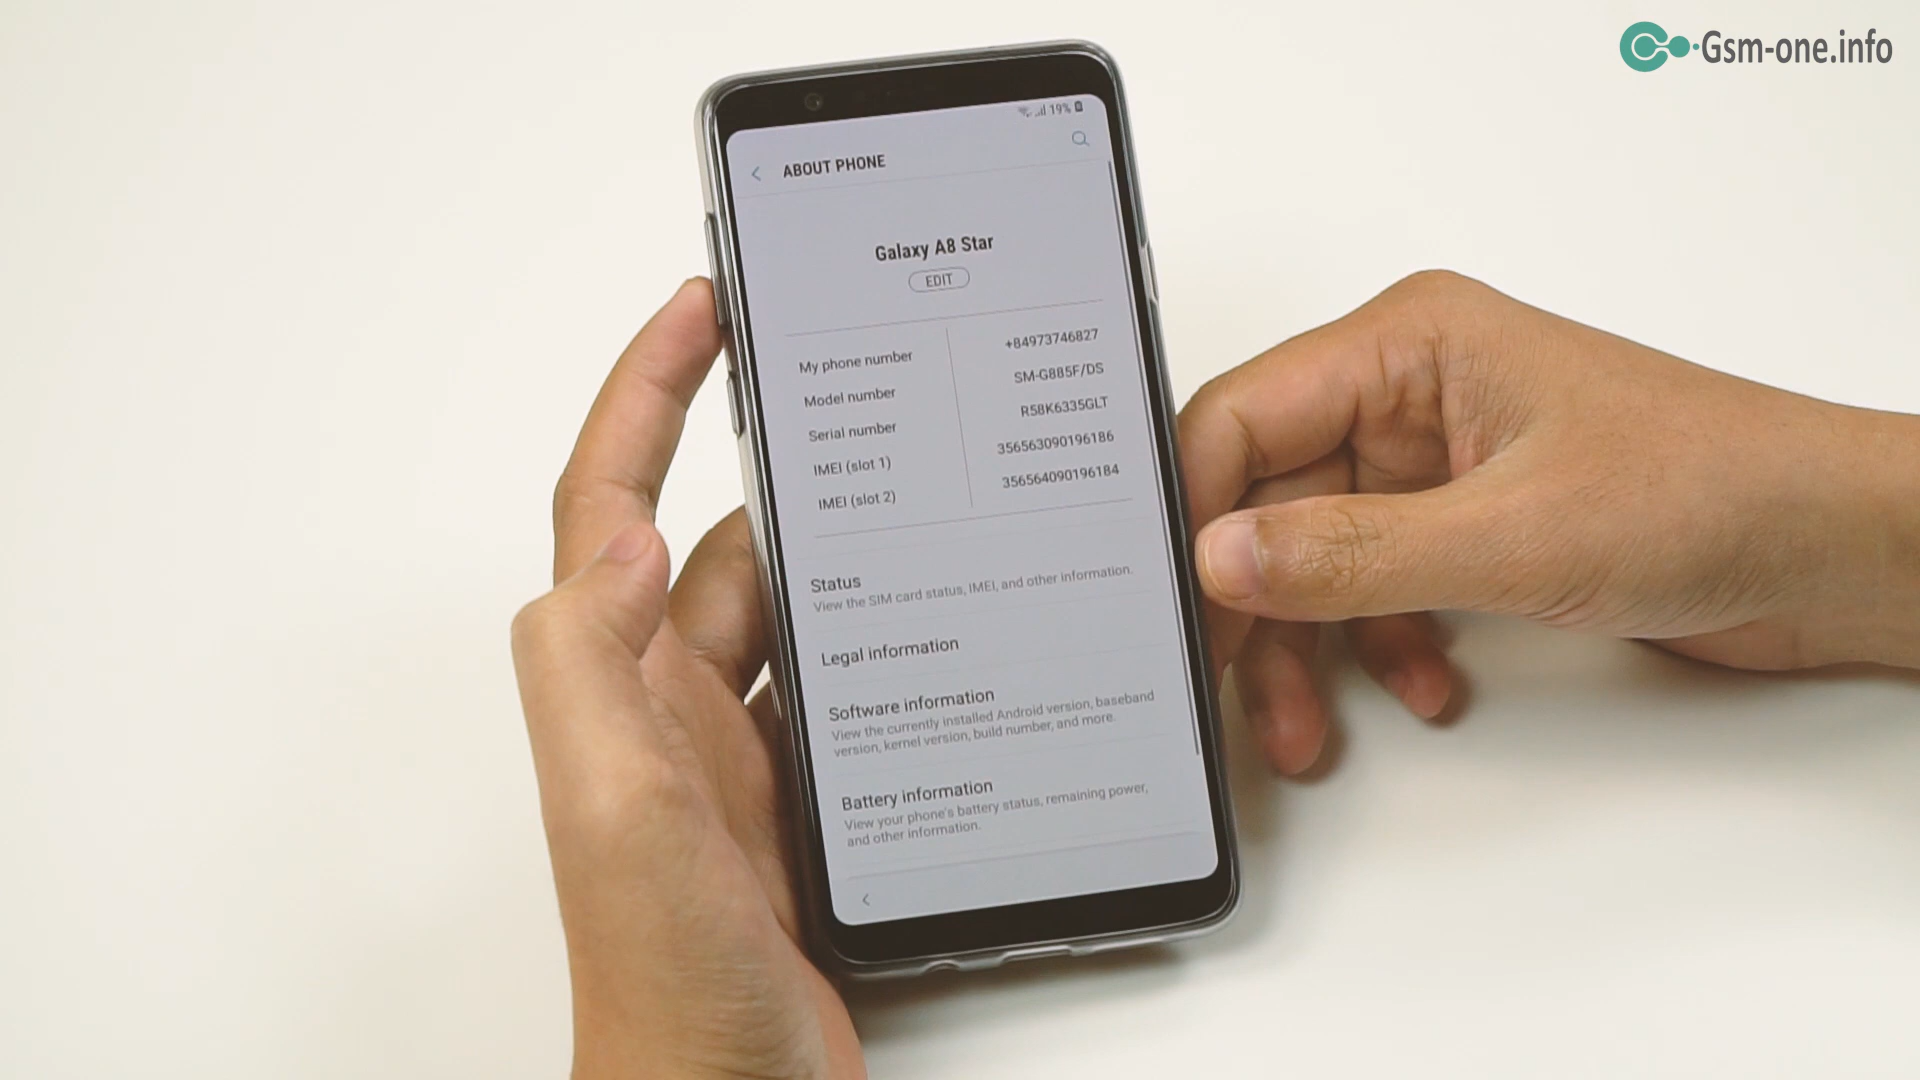 Gsm-one.info
19%
ABOUT PHONE
Galaxy A8 Star
EDIT
My phone number +84973746827
Model number SM-G885F/DS
Serial number R58K6335GLT
IMEI (slot 1) 356563090196186
IMEI (slot 2) 356564090196184
Status
View the SIM card status, IMEI, and other information.
Legal information
Software information
View the currently installed Android version, baseband
version, kernel version, build number, and more.
Battery information
View your phone's battery status, remaining power,
and other information.